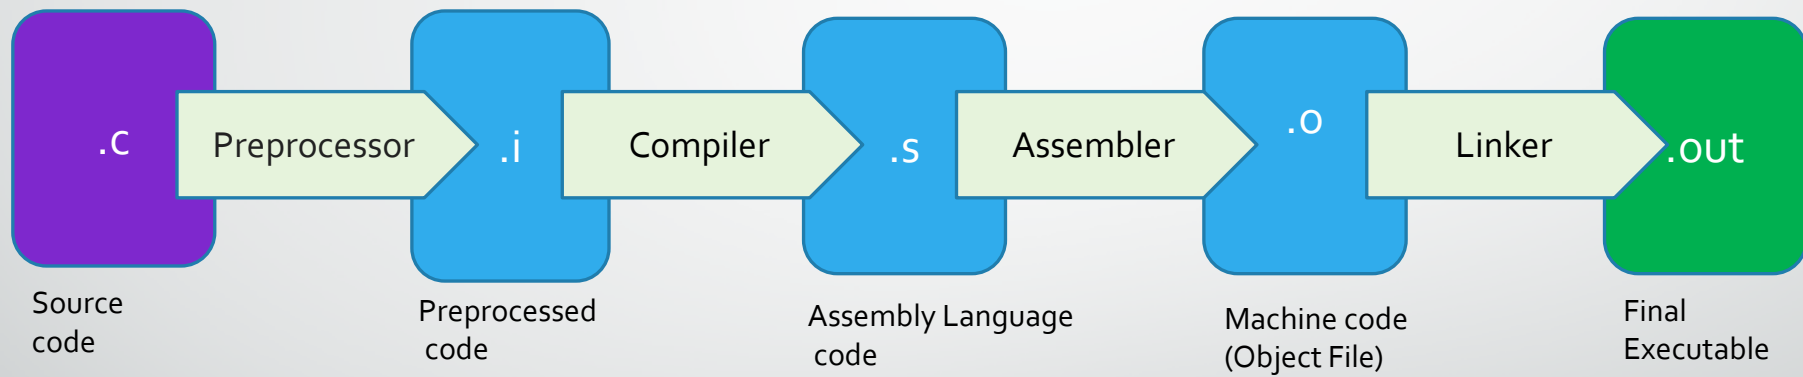 .c
Preprocessor
.i
Compiler
.s
Assembler
.o
Linker
.out
Source
code
Preprocessed
code
Assembly Language
code
Machine code
(Object File)
Final
Executable